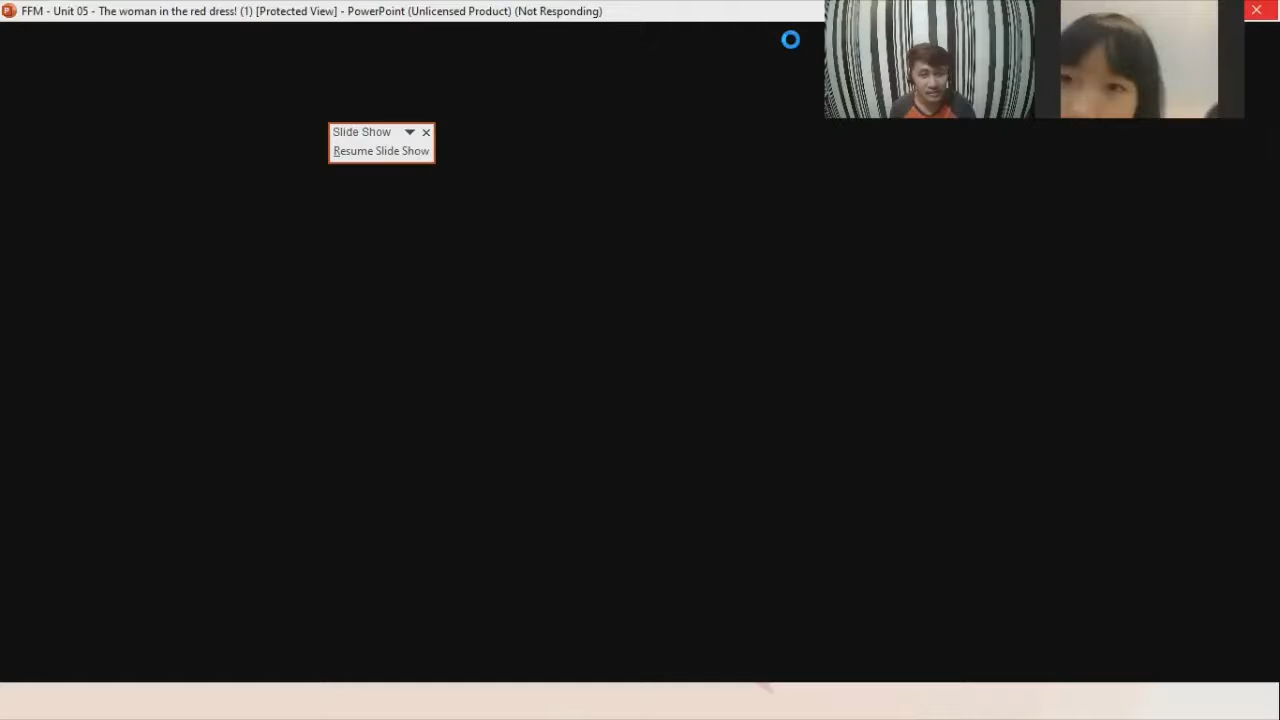 FFM - Unit 05 - The woman in the red dress! (1) [Protected View] - PowerPoint (Unlicensed Product) (Not Responding)
Slide Show
Resume Slide Show